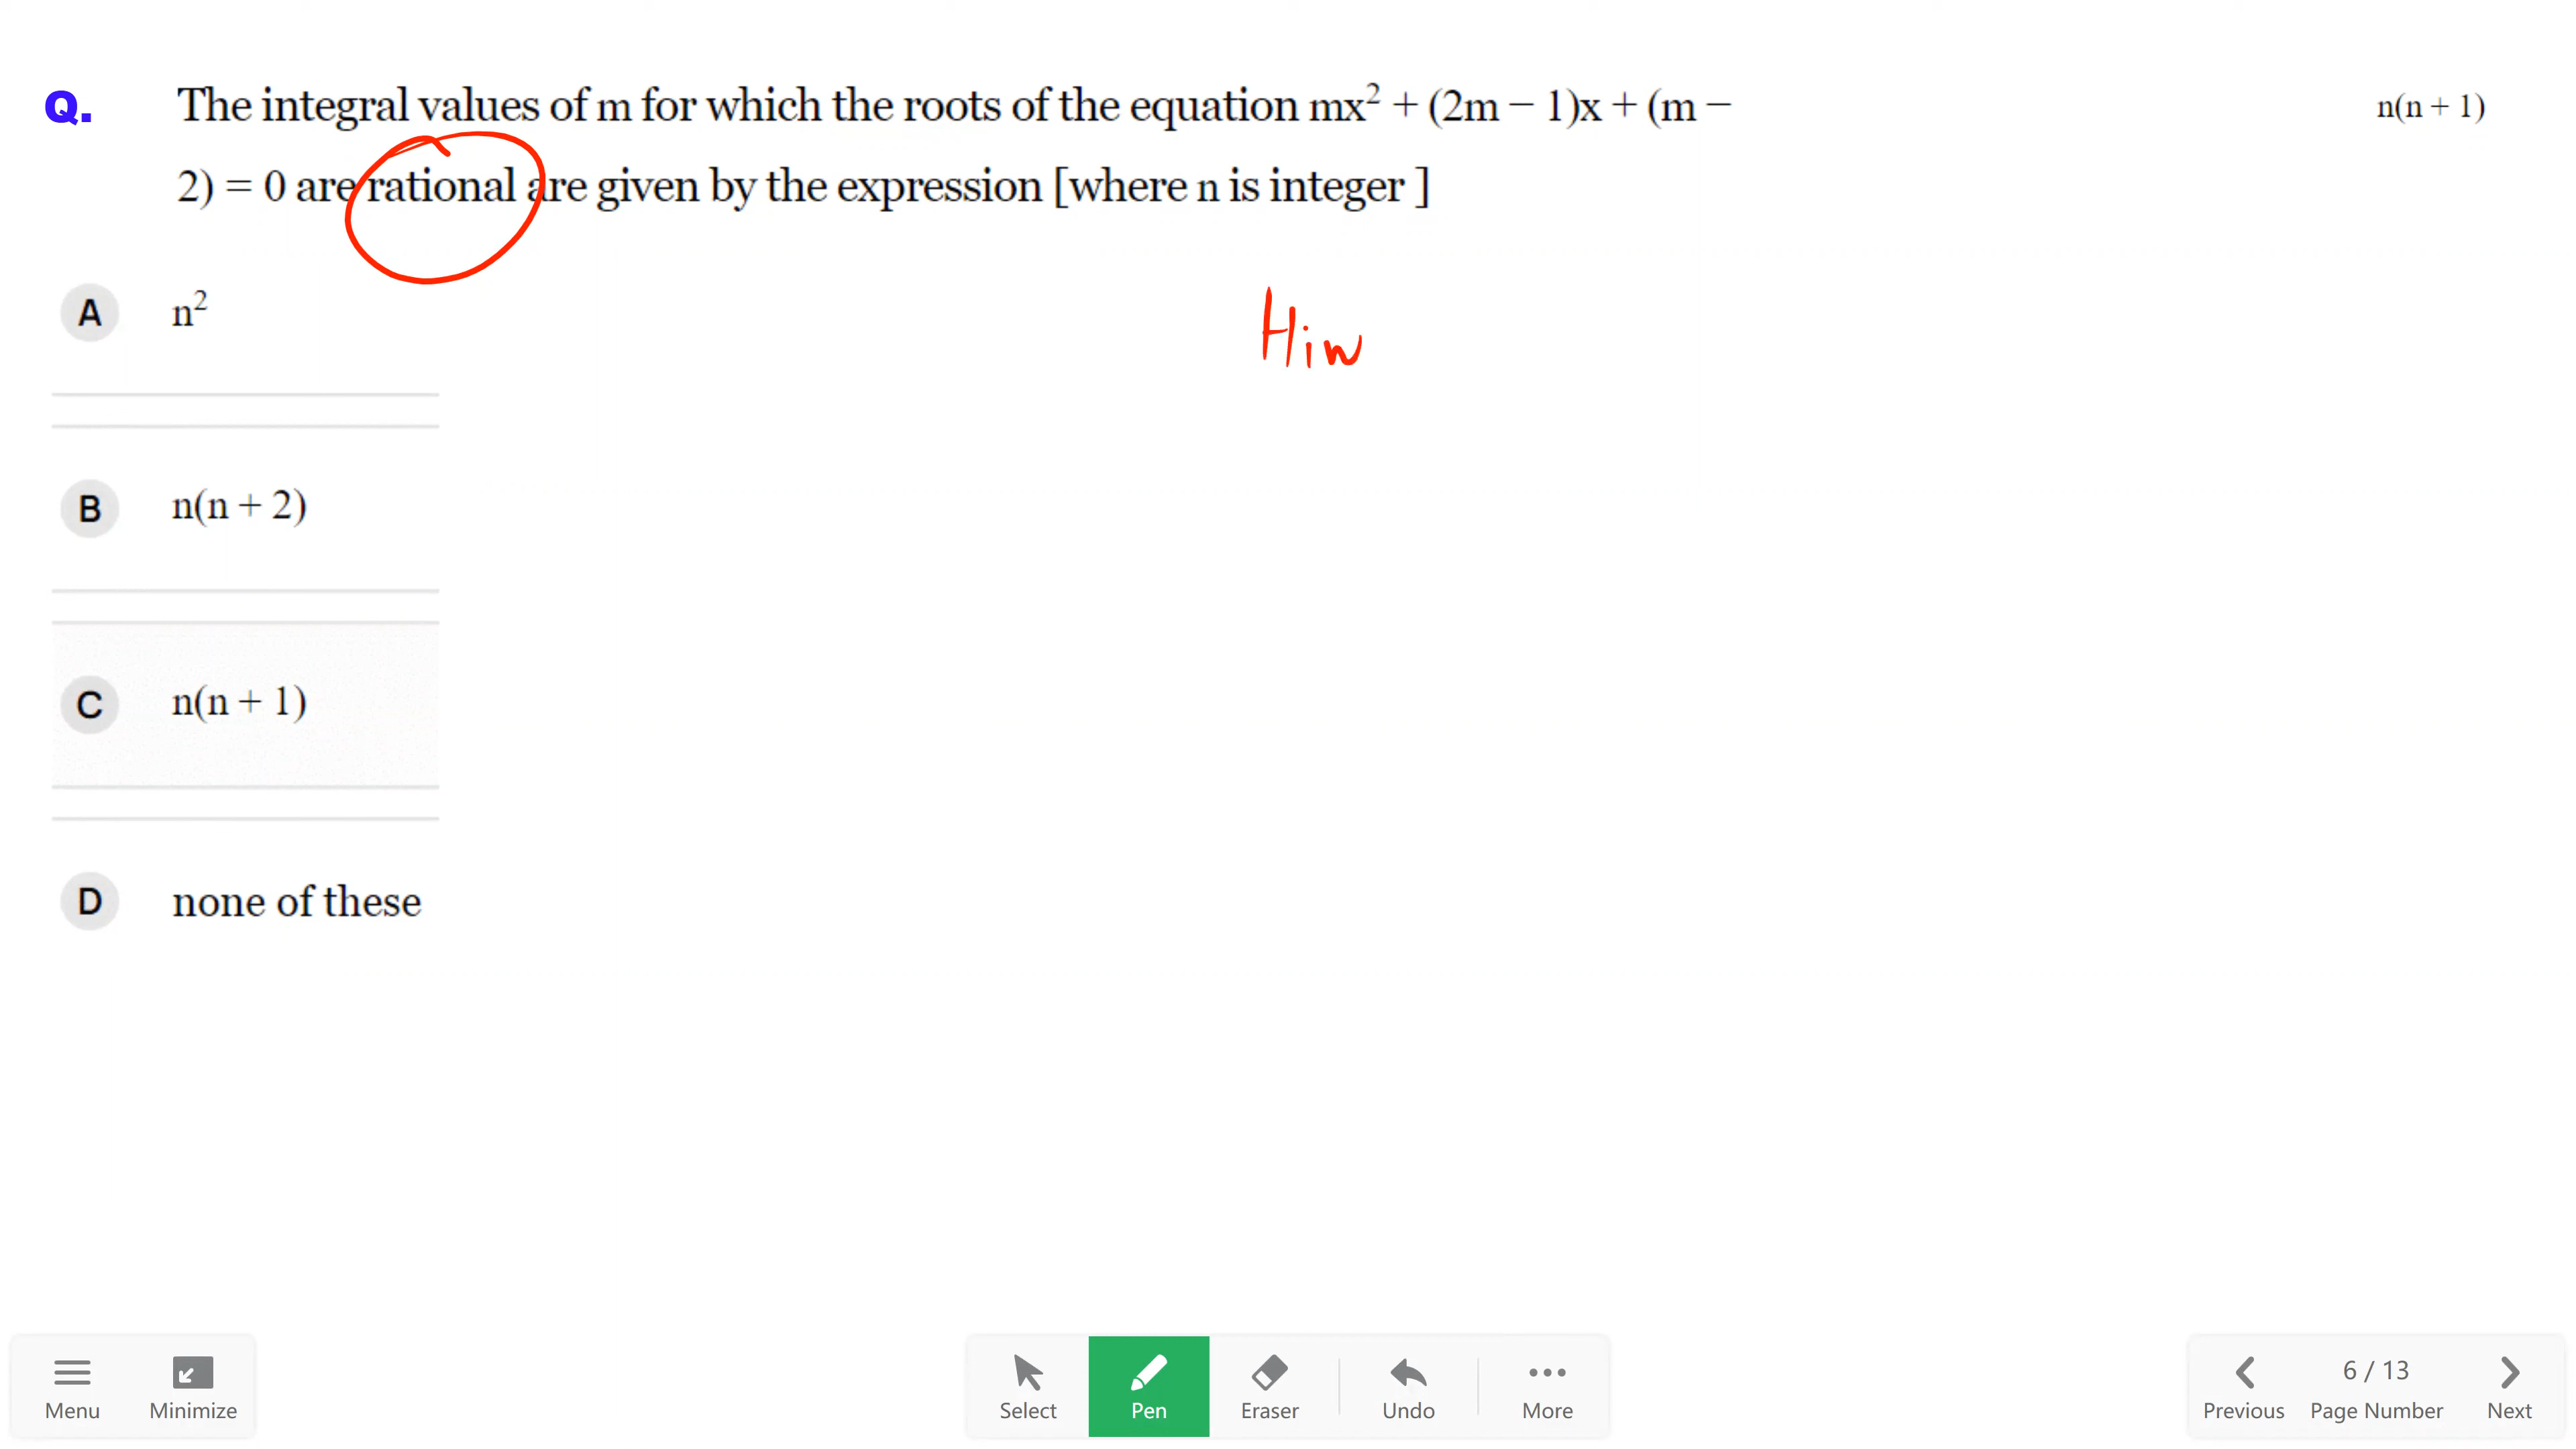 Q. The integral values of m for which the roots of the equation mx² + (2m − 1)x + (m − n(n + 1)
2) = 0 are rational are given by the expression [where n is integer ]
Hin
A n²
B n(n + 2)
C n(n + 1)
D none of these
Menu Minimize Select Pen Eraser Undo More Previous 6 / 13 Page Number Next